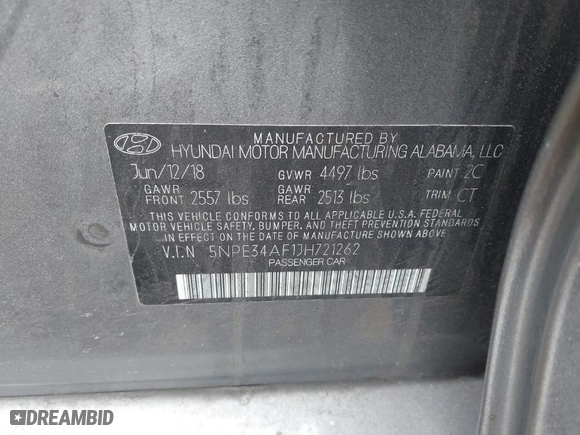 MANUFACTURED BY
HYUNDAI MOTOR MANUFACTURING ALABAMA, LLC
Jun/12/18 GVWR 4497 lbs PAINT 2C
GAWR FRONT 2557 lbs GAWR REAR 2513 lbs TRIM CT
THIS VEHICLE CONFORMS TO ALL APPLICABLE U.S.A. FEDERAL
MOTOR VEHICLE SAFETY, BUMPER, AND THEFT PREVENTION
STANDARDS IN EFFECT ON THE DATE OF MANUFACTURE SHOWN ABOVE.
V.I.N 5NPE34AF1JH721262
PASSENGER CAR
DREAMBID